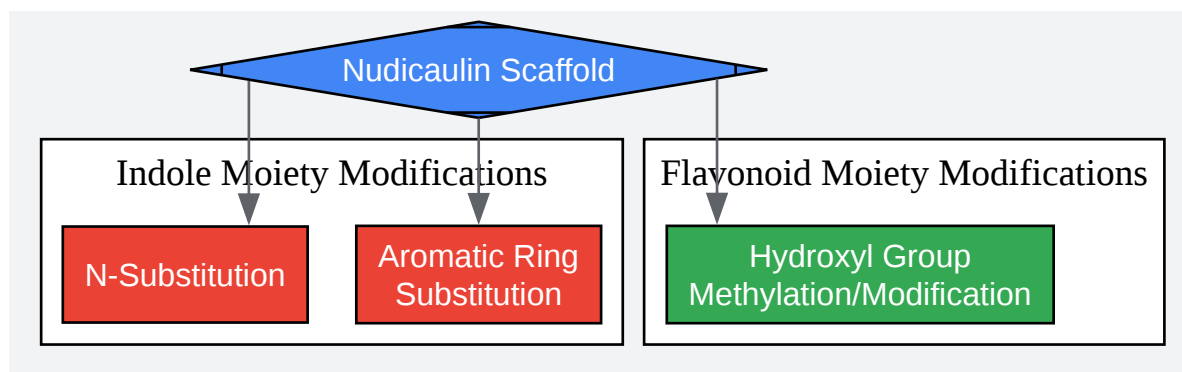 Nudicaulin Scaffold
Indole Moiety Modifications
Flavonoid Moiety Modifications
N-Substitution
Aromatic Ring
Substitution
Hydroxyl Group
Methylation/Modification